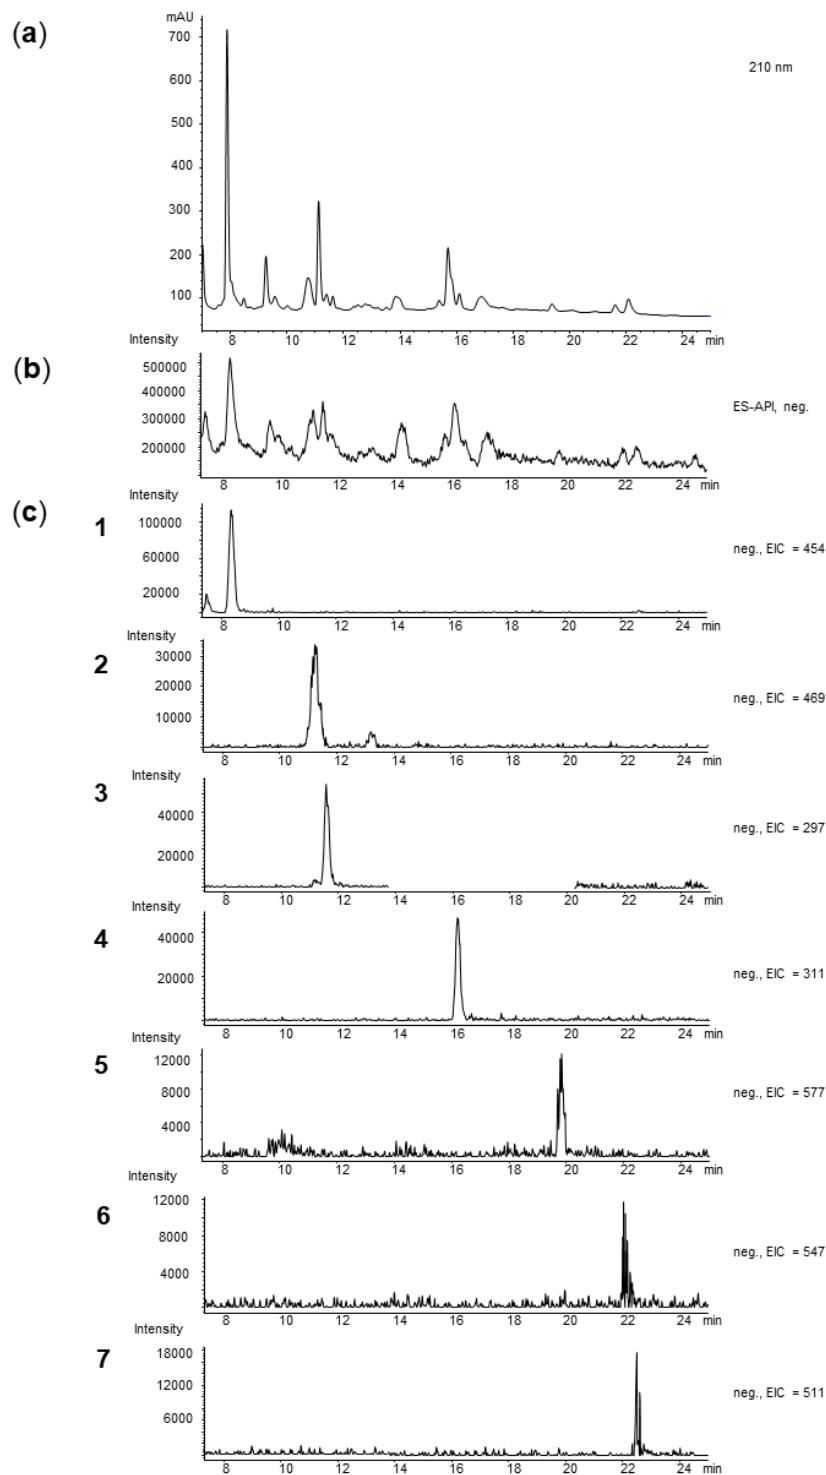 (a)
mAU
700
600
500
400
300
200
100
210 nm
8 10 12 14 16 18 20 22 24 min
(b)
Intensity
500000
400000
300000
200000
ES-API, neg.
8 10 12 14 16 18 20 22 24 min
(c)
1
Intensity
100000
60000
20000
neg., EIC = 454
8 10 12 14 16 18 20 22 24 min
2
Intensity
30000
20000
10000
neg., EIC = 469
8 10 12 14 16 18 20 22 24 min
3
Intensity
40000
20000
neg., EIC = 297
8 10 12 14 16 18 20 22 24 min
4
Intensity
40000
20000
neg., EIC = 311
8 10 12 14 16 18 20 22 24 min
5
Intensity
12000
8000
4000
neg., EIC = 577
8 10 12 14 16 18 20 22 24 min
6
Intensity
12000
8000
4000
neg., EIC = 547
8 10 12 14 16 18 20 22 24 min
7
Intensity
18000
12000
6000
neg., EIC = 511
8 10 12 14 16 18 20 22 24 min